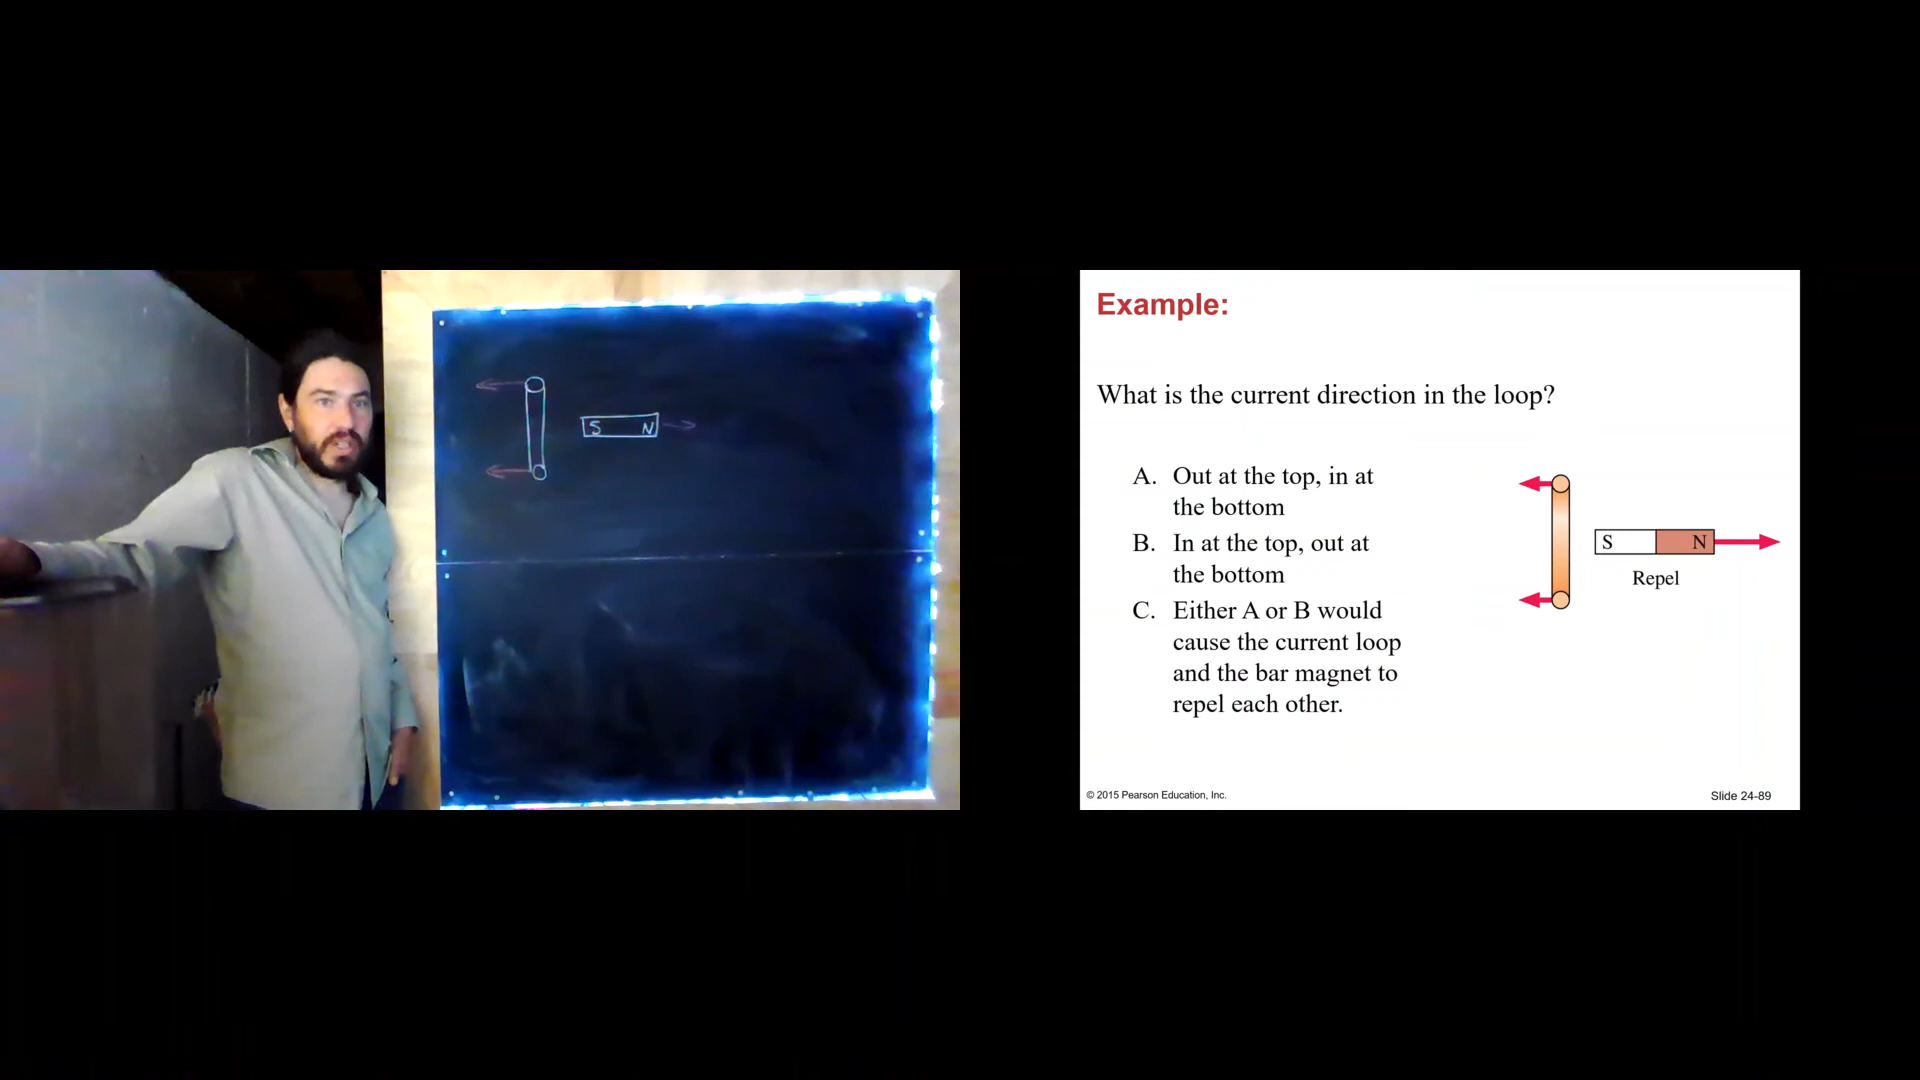 S N
Example:
What is the current direction in the loop?
A. Out at the top, in at
the bottom
B. In at the top, out at
the bottom
C. Either A or B would
cause the current loop
and the bar magnet to
repel each other.
S N
Repel
© 2015 Pearson Education, Inc.
Slide 24-89